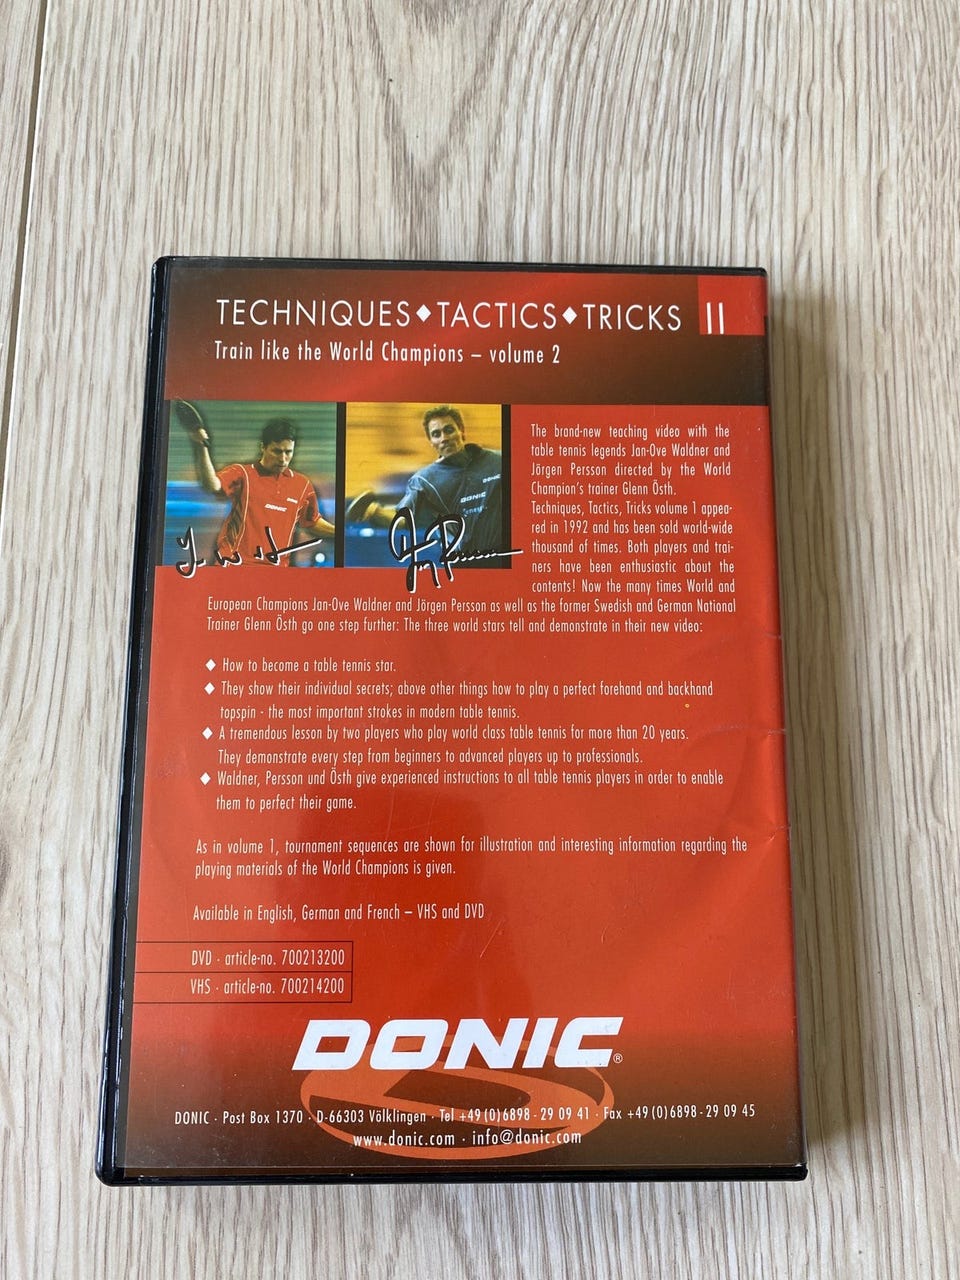 TECHNIQUES♦TACTICS♦TRICKS II
Train like the World Champions – volume 2
The brand-new teaching video with the
table tennis legends Jan-Ove Waldner and
Jörgen Persson directed by the World
Champion's trainer Glenn Östh.
Techniques, Tactics, Tricks volume 1 appea-
red in 1992 and has been sold world-wide
thousand of times. Both players and trai-
ners have been enthusiastic about the
contents! Now the many times World and
European Champions Jan-Ove Waldner and Jörgen Persson as well as the former Swedish and German National
Trainer Glenn Östh go one step further: The three world stars tell and demonstrate in their new video:
♦ How to become a table tennis star.
♦ They show their individual secrets; above other things how to play a perfect forehand and backhand
topspin - the most important strokes in modern table tennis.
♦ A tremendous lesson by two players who play world class table tennis for more than 20 years.
They demonstrate every step from beginners to advanced players up to professionals.
♦ Waldner, Persson und Östh give experienced instructions to all table tennis players in order to enable
them to perfect their game.
As in volume 1, tournament sequences are shown for illustration and interesting information regarding the
playing materials of the World Champions is given.
Available in English, German and French – VHS and DVD
DVD · article-no. 700213200
VHS · article-no. 700214200
DONIC®
DONIC · Post Box 1370 · D-66303 Völklingen · Tel +49(0)6898-29 09 41 · Fax +49(0)6898-29 09 45
www.donic.com · info@donic.com